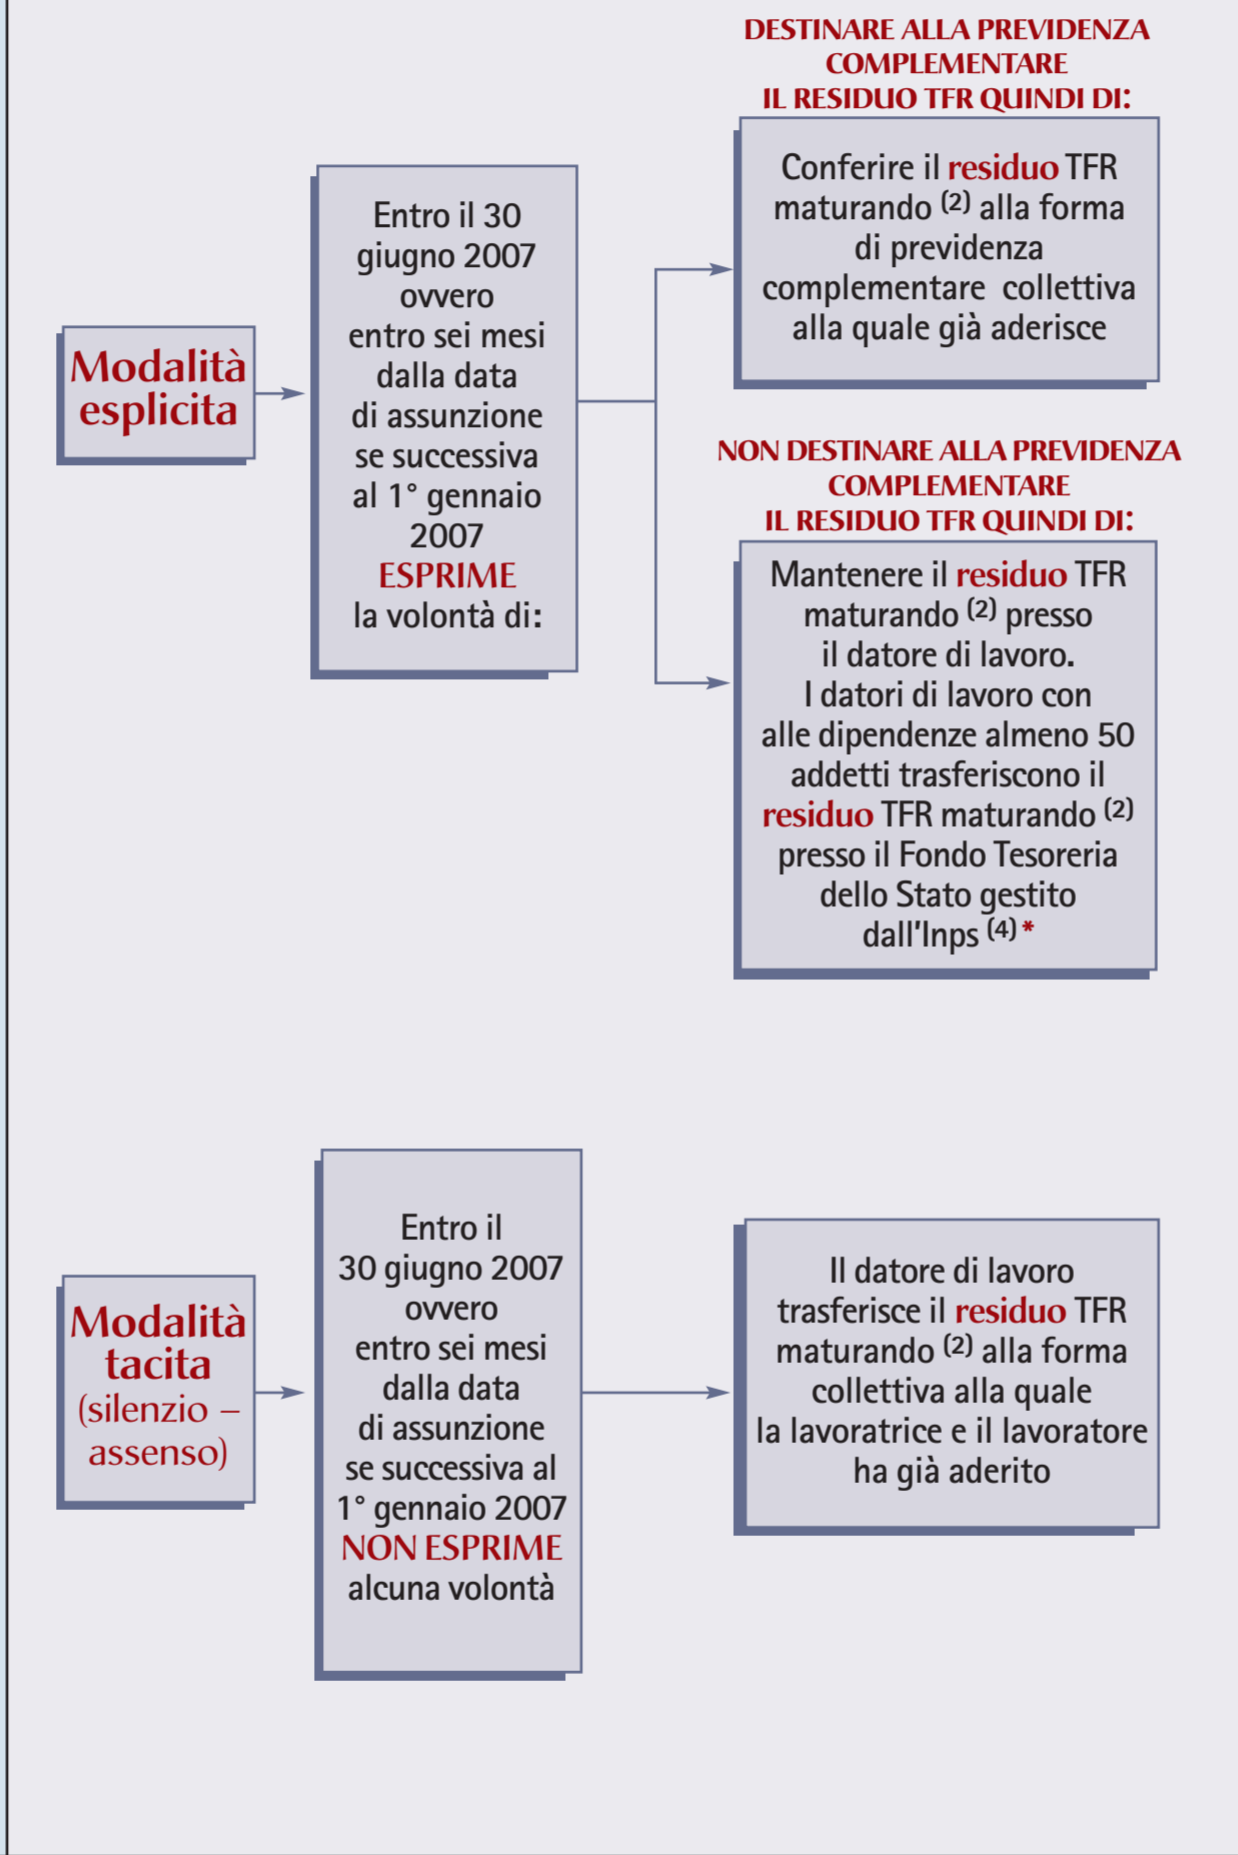 Modalità
esplicita
Entro il 30
giugno 2007
ovvero
entro sei mesi
dalla data
di assunzione
se successiva
al 1° gennaio
2007
ESPRIME
la volontà di:
DESTINARE ALLA PREVIDENZA
COMPLEMENTARE
IL RESIDUO TFR QUINDI DI:
Conferire il residuo TFR
maturando (2) alla forma
di previdenza
complementare collettiva
alla quale già aderisce
NON DESTINARE ALLA PREVIDENZA
COMPLEMENTARE
IL RESIDUO TFR QUINDI DI:
Mantenere il residuo TFR
maturando (2) presso
il datore di lavoro.
I datori di lavoro con
alle dipendenze almeno 50
addetti trasferiscono il
residuo TFR maturando (2)
presso il Fondo Tesoreria
dello Stato gestito
dall'Inps (4) *
Modalità
tacita
(silenzio –
assenso)
Entro il
30 giugno 2007
ovvero
entro sei mesi
dalla data
di assunzione
se successiva al
1° gennaio 2007
NON ESPRIME
alcuna volontà
Il datore di lavoro
trasferisce il residuo TFR
maturando (2) alla forma
collettiva alla quale
la lavoratrice e il lavoratore
ha già aderito